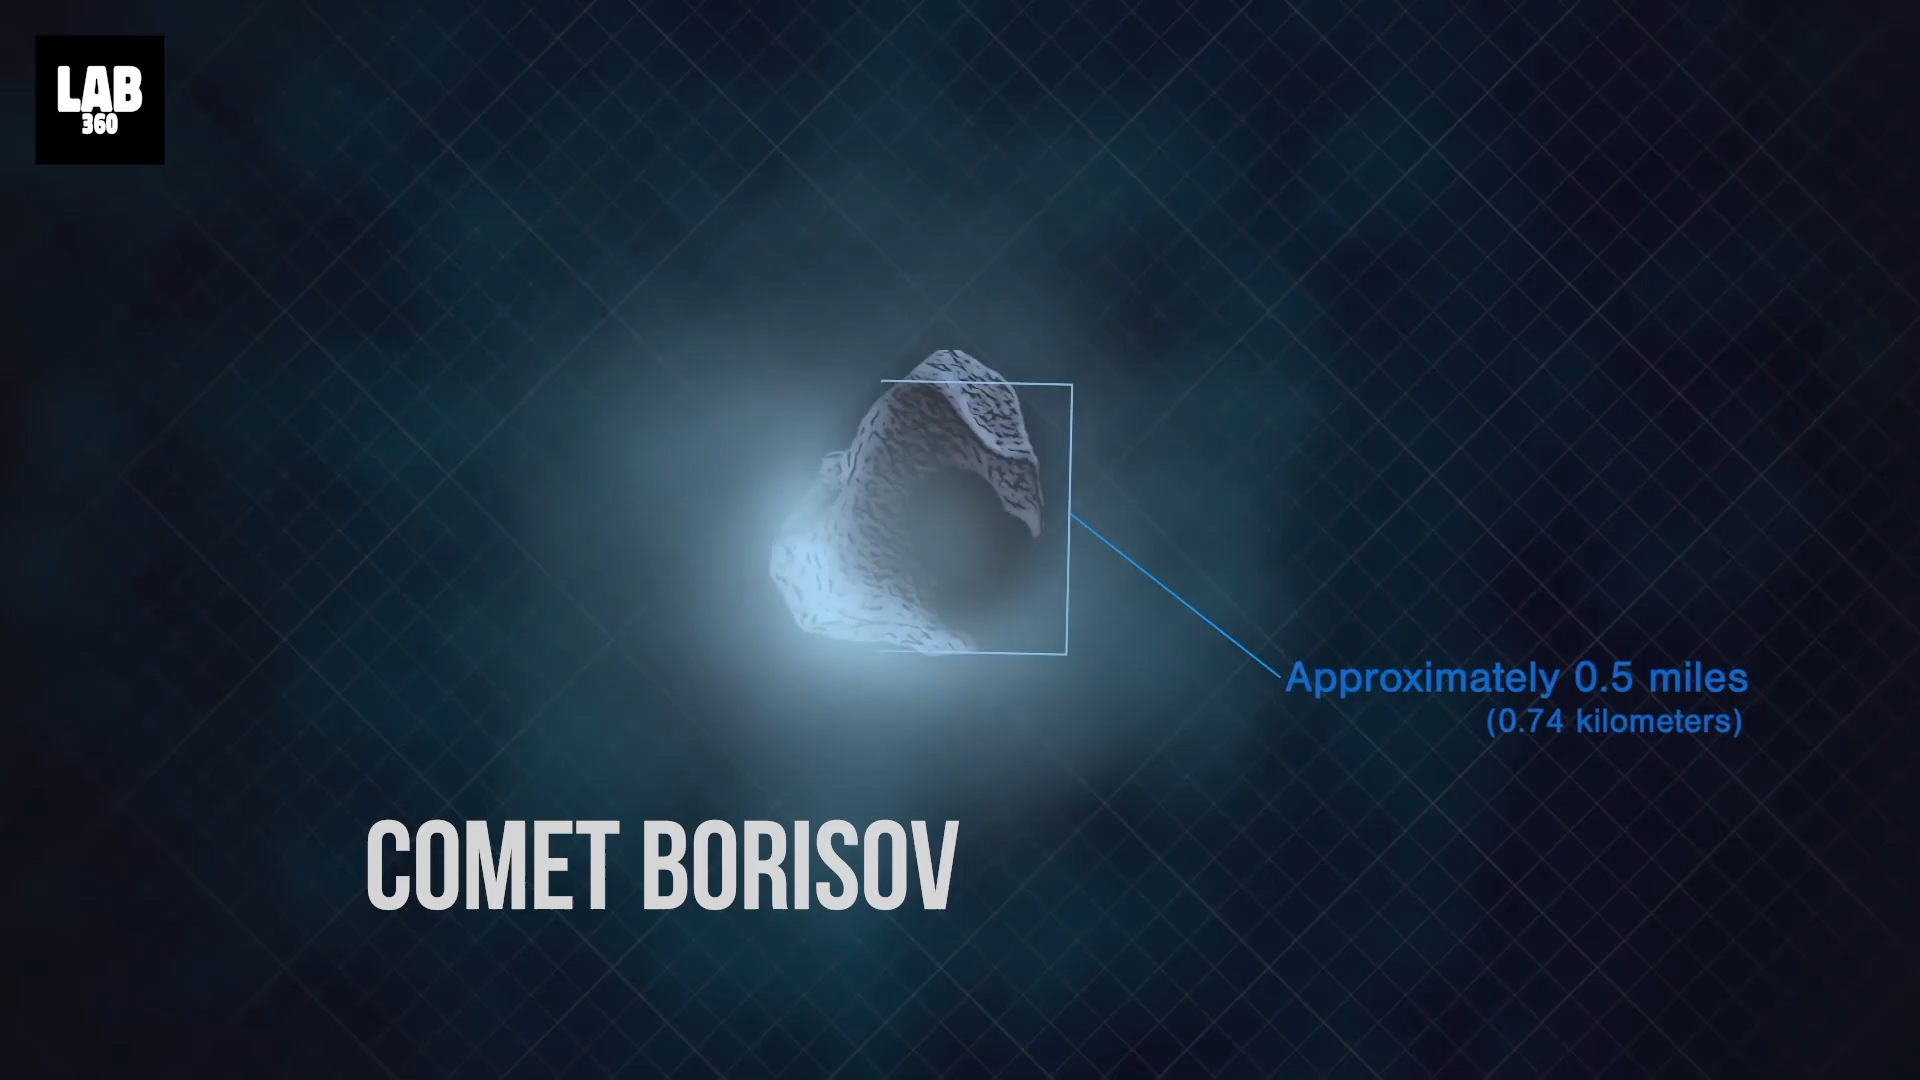 LAB
360
Approximately 0.5 miles
(0.74 kilometers)
COMET BORISOV